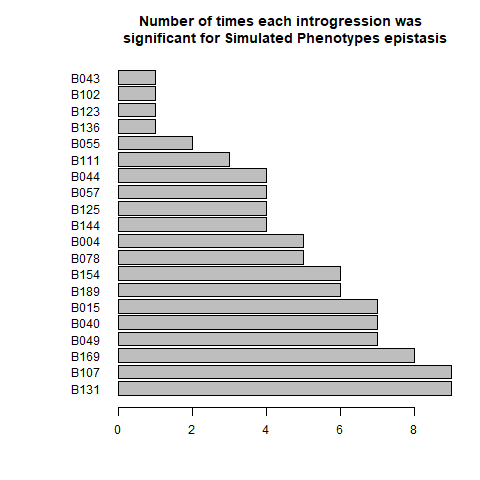 Number of times each introgression was
significant for Simulated Phenotypes epistasis
B043
B102
B123
B136
B055
B111
B044
B057
B125
B144
B004
B078
B154
B189
B015
B040
B049
B169
B107
B131
0 2 4 6 8